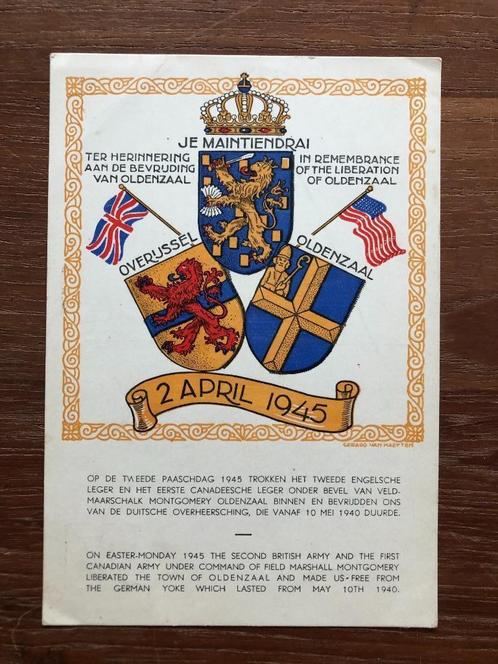 JE MAINTIENDRAI
TER HERINNERING
AAN DE BEVRIJDING
VAN OLDENZAAL
IN REMEMBRANCE
OF THE LIBERATION
OF OLDENZAAL
OVERIJSSEL
OLDENZAAL
2 APRIL 1945
GERARD VAN HAEFTEN
OP DE TWEEDE PAASCHDAG 1945 TROKKEN HET TWEEDE ENGELSCHE
LEGER EN HET EERSTE CANADEESCHE LEGER ONDER BEVEL VAN VELD-
MAARSCHALK MONTGOMERY OLDENZAAL BINNEN EN BEVRIJDDEN ONS
VAN DE DUITSCHE OVERHEERSCHING, DIE VANAF 10 MEI 1940 DUURDE.
—
ON EASTER-MONDAY 1945 THE SECOND BRITISH ARMY AND THE FIRST
CANADIAN ARMY UNDER COMMAND OF FIELD MARSHALL MONTGOMERY
LIBERATED THE TOWN OF OLDENZAAL AND MADE US-FREE FROM
THE GERMAN YOKE WHICH LASTED FROM MAY 10TH 1940.